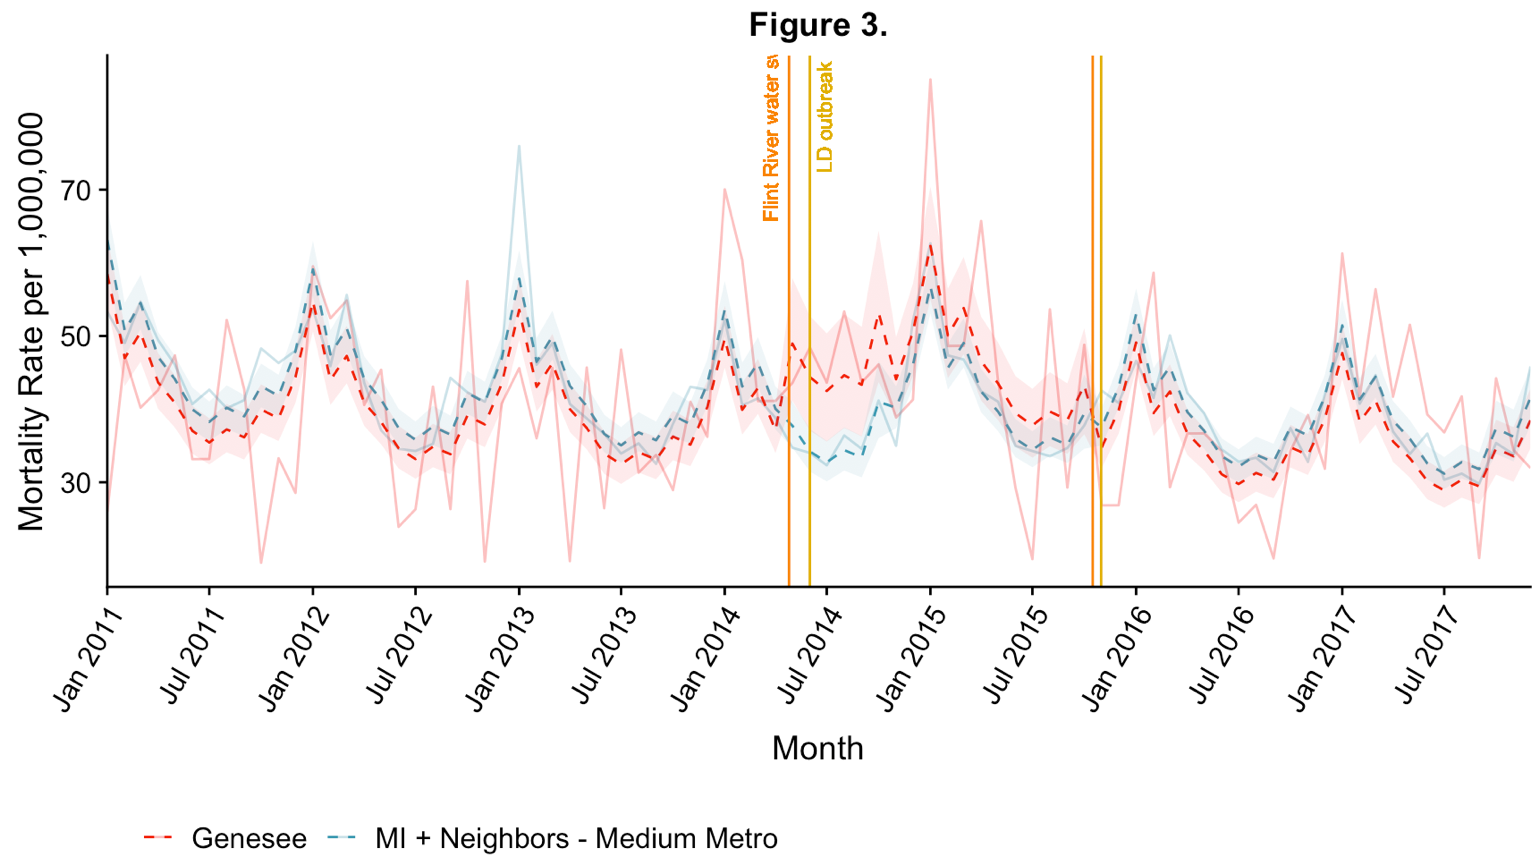 Figure 3.
Mortality Rate per 1,000,000
70
50
30
Flint River water
LD outbreak
Jan 2011
Jul 2011
Jan 2012
Jul 2012
Jan 2013
Jul 2013
Jan 2014
Jul 2014
Jan 2015
Jul 2015
Jan 2016
Jul 2016
Jan 2017
Jul 2017
Month
Genesee
MI + Neighbors - Medium Metro